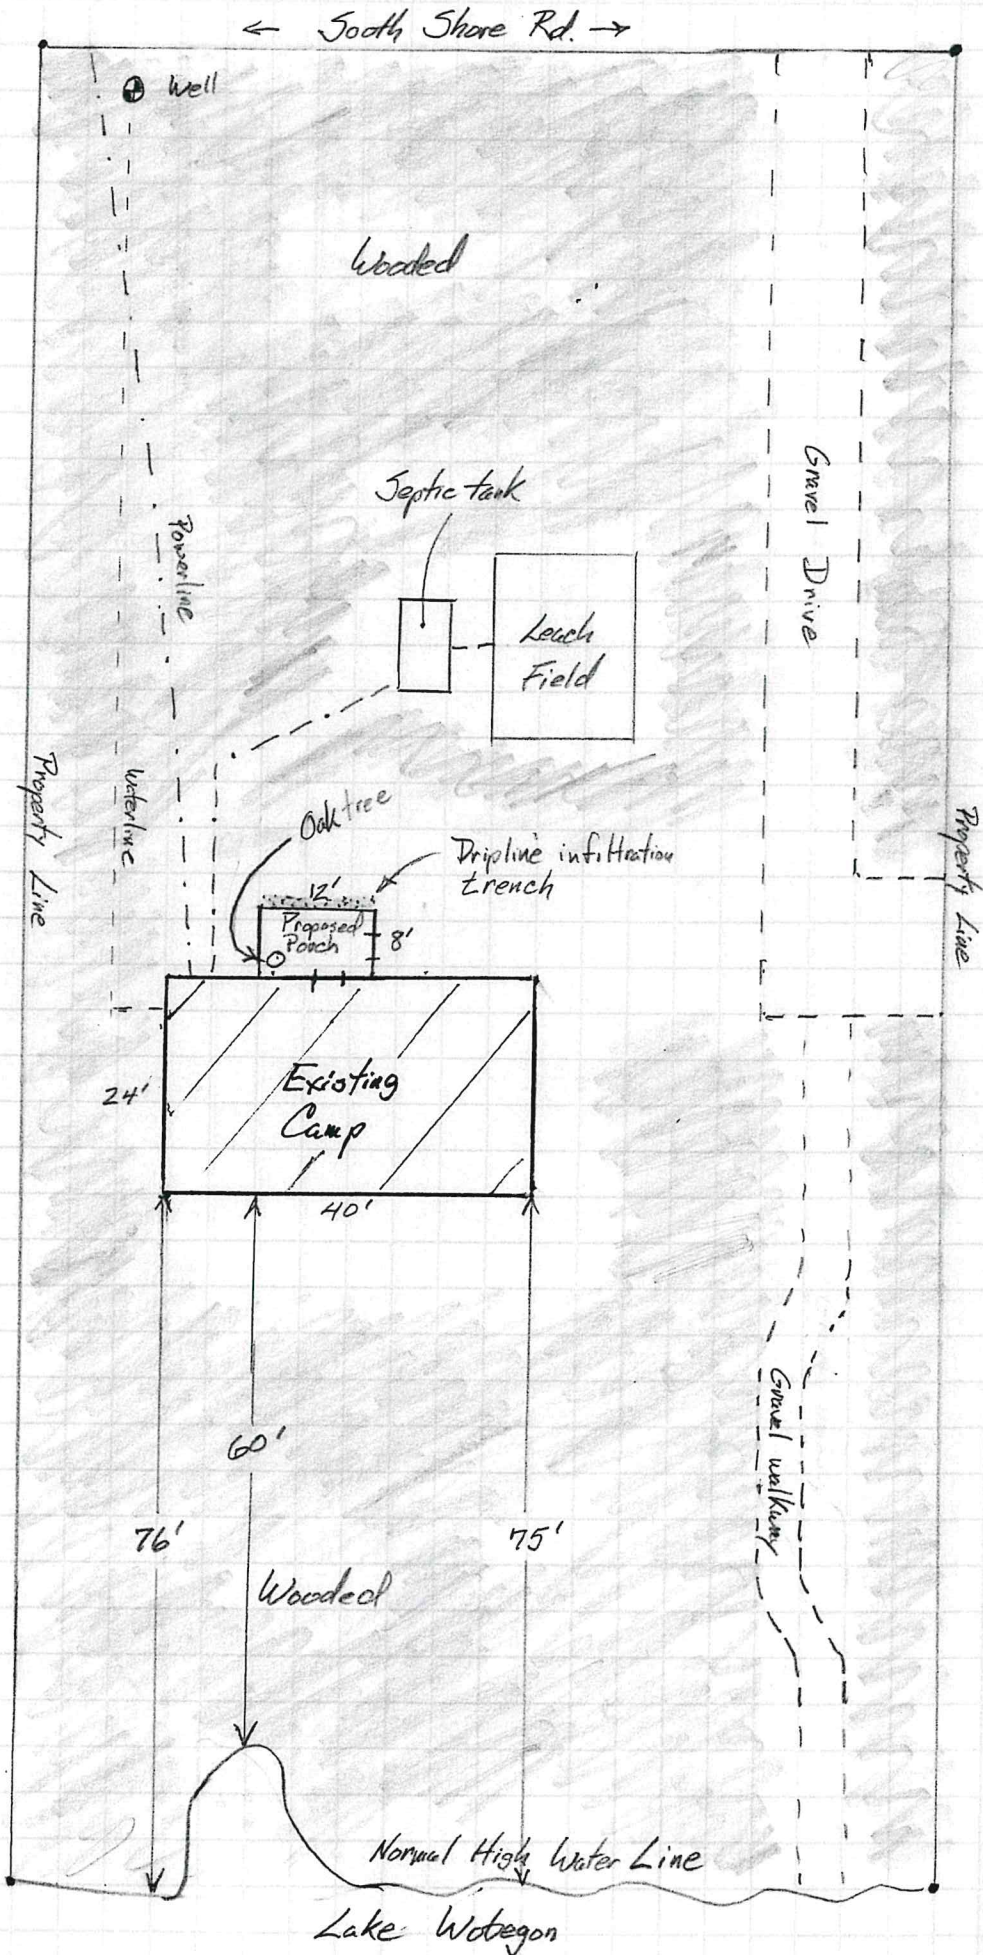 ← South Shore Rd. →
Well
Wooded
Septic tank
Gravel Drive
Powerline
Leach
Field
Property Line
Waterline
Oak tree
Dripline infiltration
trench
Property Line
12'
Proposed
Porch
8'
24'
Existing
Camp
40'
60'
Gravel walkway
76'
75'
Wooded
Normal High Water Line
Lake Wobegon